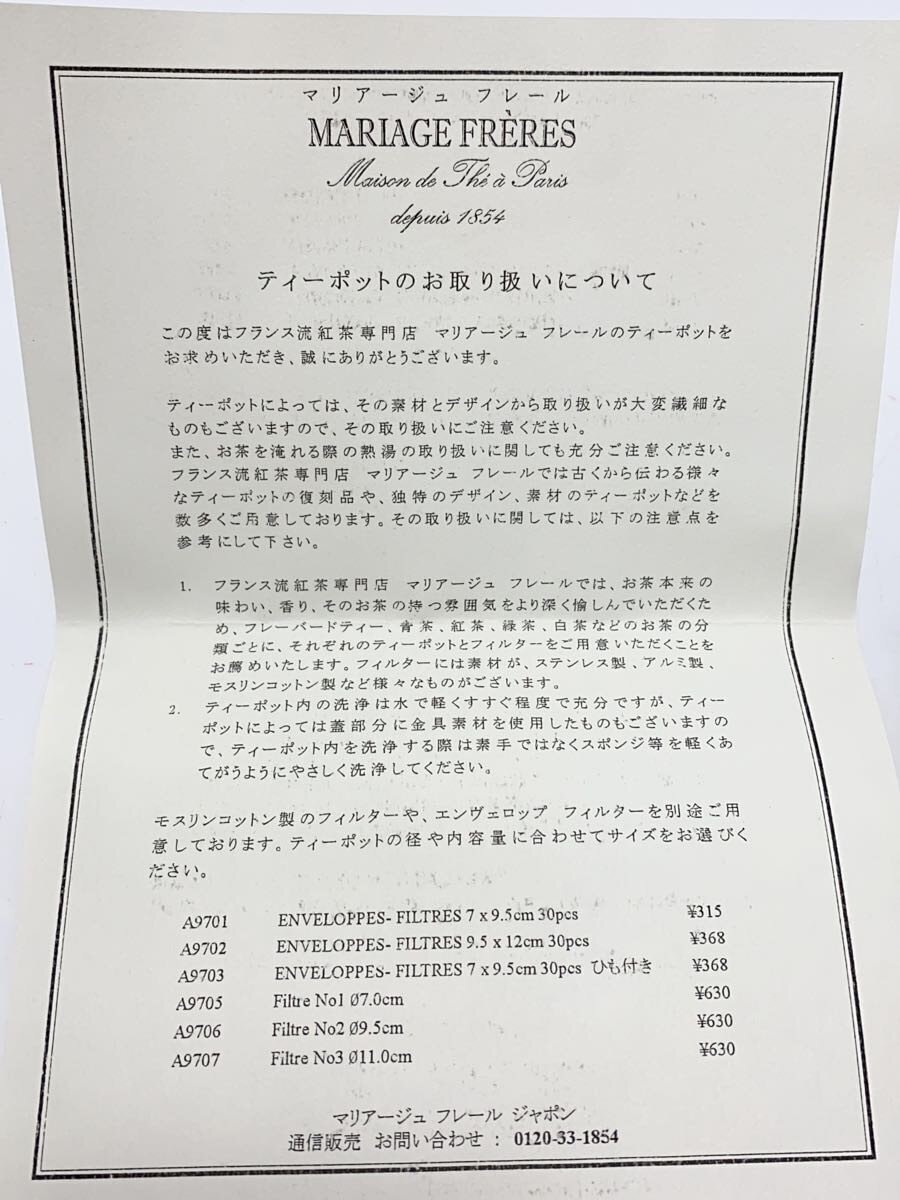 マリアージュ フレール
MARIAGE FRÈRES
Maison de Thé à Paris
depuis 1854
ティーポットのお取り扱いについて
この度はフランス流紅茶専門店 マリアージュ フレールのティーポットを
お求めいただき、誠にありがとうございます。
ティーポットによっては、その素材とデザインから取り扱いが大変繊細な
ものもございますので、その取り扱いにご注意ください。
また、お茶を淹れる際の熱湯の取り扱いに関しても充分ご注意ください。
フランス流紅茶専門店 マリアージュ フレールでは古くから伝わる様々
なティーポットの復刻品や、独特のデザイン、素材のティーポットなどを
数多くご用意しております。その取り扱いに関しては、以下の注意点を
参考にして下さい。
1. フランス流紅茶専門店 マリアージュ フレールでは、お茶本来の
味わい、香り、そのお茶の持つ雰囲気をより深く愉しんでいただくた
め、フレーバードティー、青茶、紅茶、緑茶、白茶などのお茶の分
類ごとに、それぞれのティーポットとフィルターをご用意いただくことを
お薦めいたします。フィルターには素材が、ステンレス製、アルミ製、
モスリンコットン製など様々なものがございます。
2. ティーポット内の洗浄は水で軽くすすぐ程度で充分ですが、ティー
ポットによっては蓋部分に金具素材を使用したものもございますの
で、ティーポット内を洗浄する際は素手ではなくスポンジ等を軽くあ
てがうようにやさしく洗浄してください。
モスリンコットン製のフィルターや、エンヴェロップ フィルターを別途ご用
意しております。ティーポットの径や内容量に合わせてサイズをお選びく
ださい。
A9701 ENVELOPPES- FILTRES 7 x 9.5cm 30pcs ¥315
A9702 ENVELOPPES- FILTRES 9.5 x 12cm 30pcs ¥368
A9703 ENVELOPPES- FILTRES 7 x 9.5cm 30pcs ひも付き ¥368
A9705 Filtre No1 Ø7.0cm ¥630
A9706 Filtre No2 Ø9.5cm ¥630
A9707 Filtre No3 Ø11.0cm ¥630
マリアージュ フレール ジャポン
通信販売 お問い合わせ : 0120-33-1854